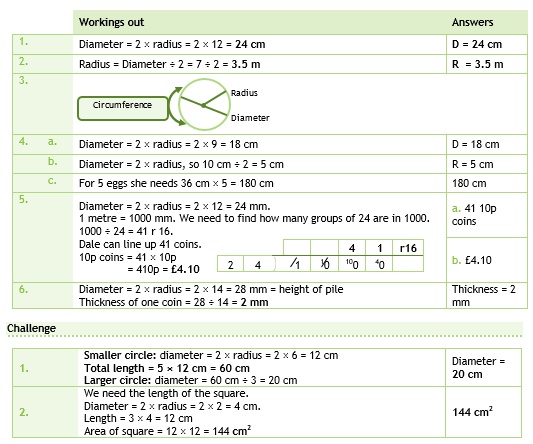 Workings out Answers
1. Diameter = 2 × radius = 2 × 12 = 24 cm D = 24 cm
2. Radius = Diameter ÷ 2 = 7 ÷ 2 = 3.5 m R = 3.5 m
3.
Radius
Circumference
Diameter
4. a. Diameter = 2 × radius = 2 × 9 = 18 cm D = 18 cm
b. Diameter = 2 × radius, so 10 cm ÷ 2 = 5 cm R = 5 cm
c. For 5 eggs she needs 36 cm × 5 = 180 cm 180 cm
5.
Diameter = 2 × radius = 2 × 12 = 24 mm.
1 metre = 1000 mm. We need to find how many groups of 24 are in 1000.
1000 ÷ 24 = 41 r 16.
Dale can line up 41 coins.
10p coins = 41 × 10p
= 410p = £4.10
4 1 r16
2 4 1 10 100 40
a. 41 10p
coins
b. £4.10
6. Diameter = 2 × radius = 2 × 14 = 28 mm = height of pile
Thickness of one coin = 28 ÷ 14 = 2 mm
Thickness = 2
mm
Challenge
1.
Smaller circle: diameter = 2 × radius = 2 × 6 = 12 cm
Total length = 5 × 12 cm = 60 cm
Larger circle: diameter = 60 cm ÷ 3 = 20 cm
Diameter =
20 cm
2.
We need the length of the square.
Diameter = 2 × radius = 2 × 2 = 4 cm.
Length = 3 × 4 = 12 cm
Area of square = 12 × 12 = 144 cm²
144 cm²